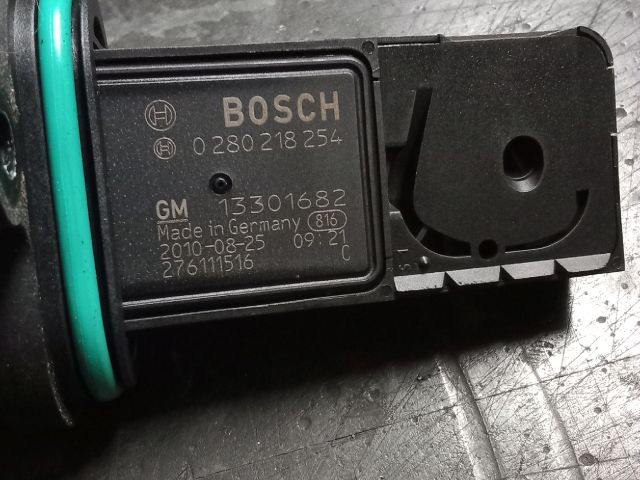 BOSCH
0 280 218 254
GM 13301682
Made in Germany 816
2010-08-25 09:21
276111516 C